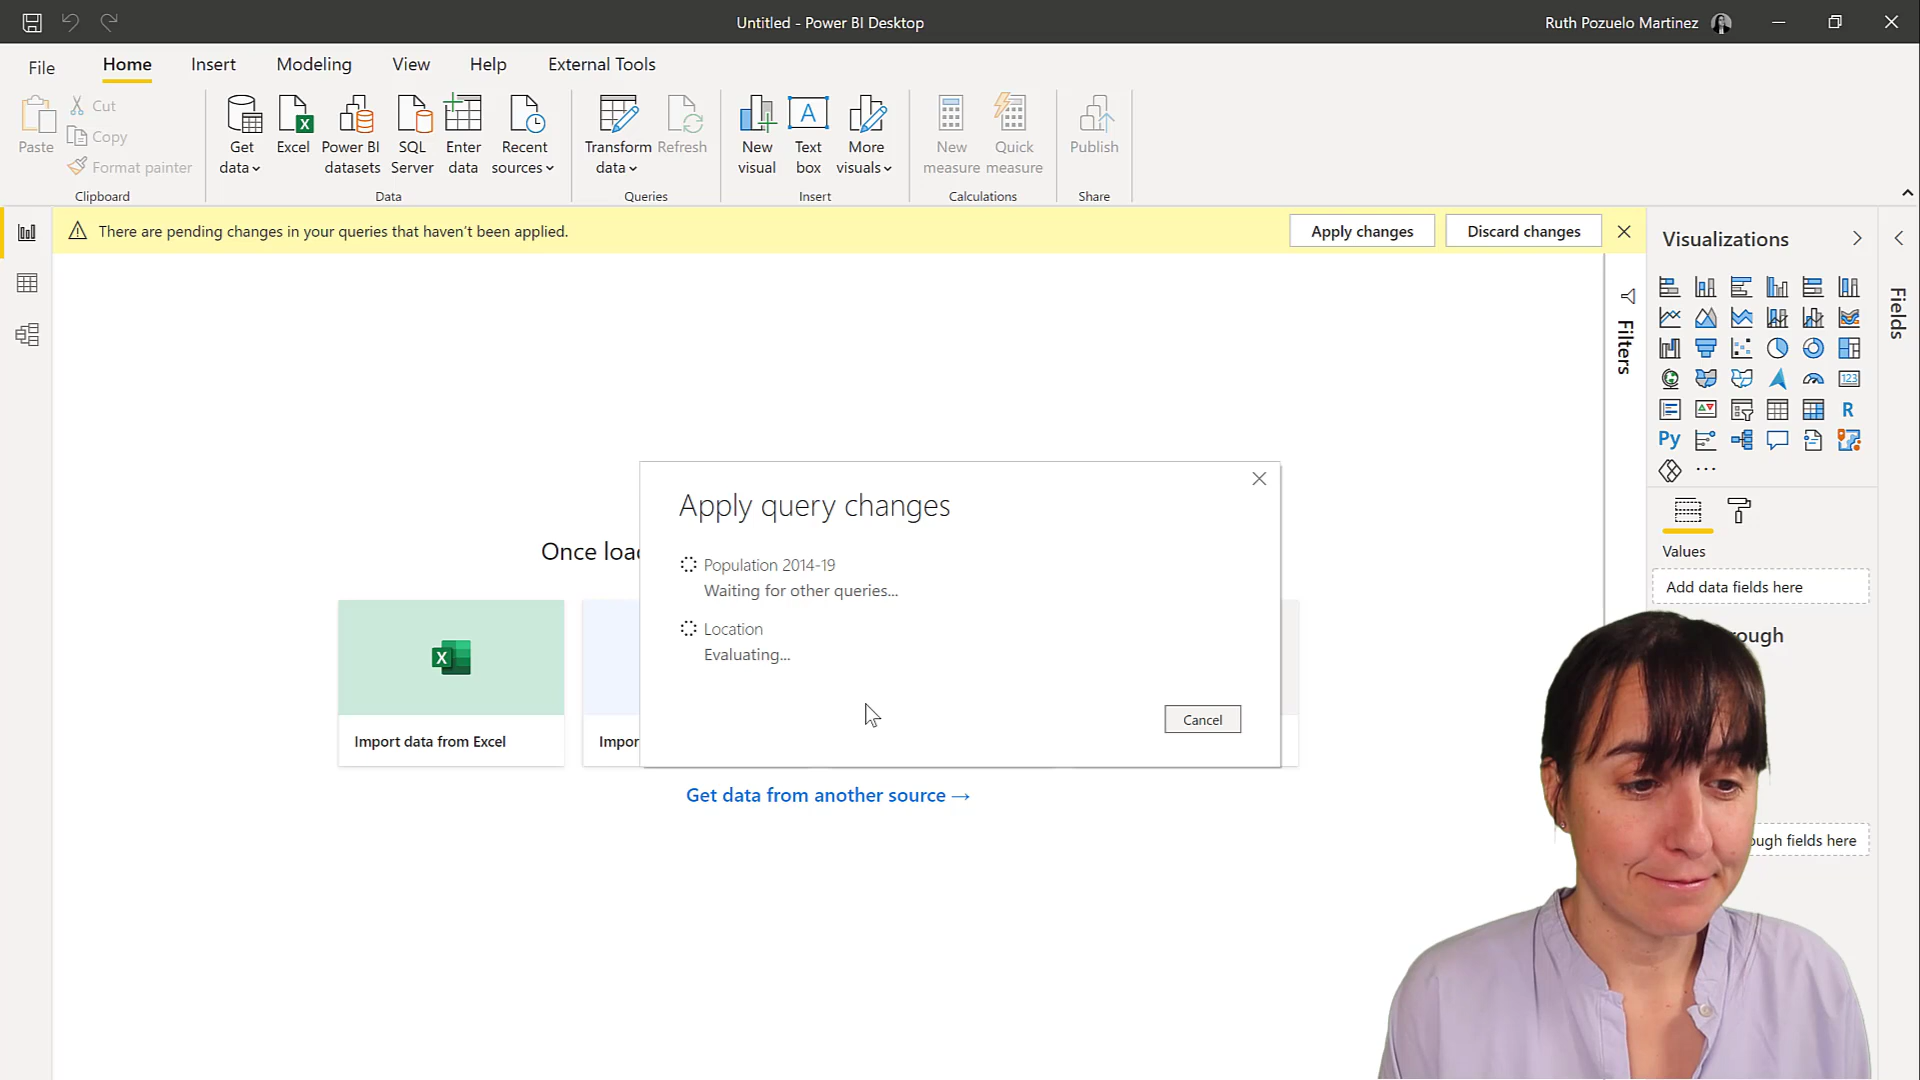 Untitled - Power BI Desktop
Ruth Pozuelo Martinez
File
Home
Insert
Modeling
View
Help
External Tools
Paste
Cut
Copy
Format painter
Clipboard
Get data
Excel
Power BI datasets
SQL Server
Enter data
Recent sources
Data
Transform data
Refresh
Queries
New visual
Text box
More visuals
Insert
New measure
Quick measure
Calculations
Publish
Share
There are pending changes in your queries that haven't been applied.
Apply changes
Discard changes
Visualizations
Fields
Filters
123
R
Py
Values
Add data fields here
ough fields here
Apply query changes
Population 2014-19
Waiting for other queries...
Location
Evaluating...
Cancel
Once loa
Import data from Excel
Impor
Get data from another source →